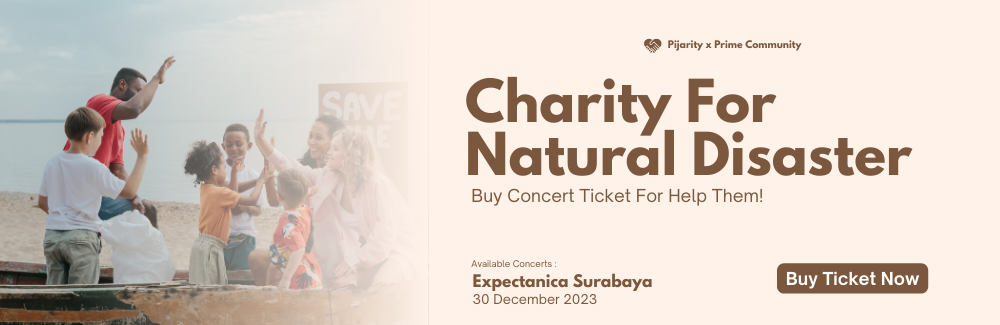 SAVE
Pijarity x Prime Community
Charity For
Natural Disaster
Buy Concert Ticket For Help Them!
Available Concerts :
Expectanica Surabaya
30 December 2023
Buy Ticket Now